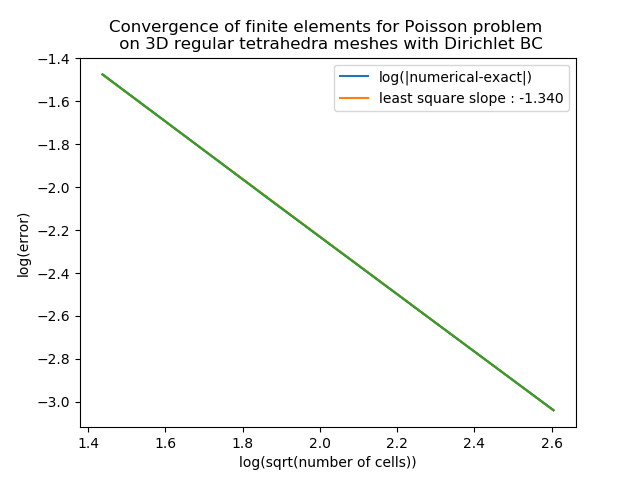 Convergence of finite elements for Poisson problem
on 3D regular tetrahedra meshes with Dirichlet BC
log(|numerical-exact|)
least square slope : -1.340
log(error)
−1.4
−1.6
−1.8
−2.0
−2.2
−2.4
−2.6
−2.8
−3.0
1.4 1.6 1.8 2.0 2.2 2.4 2.6
log(sqrt(number of cells))